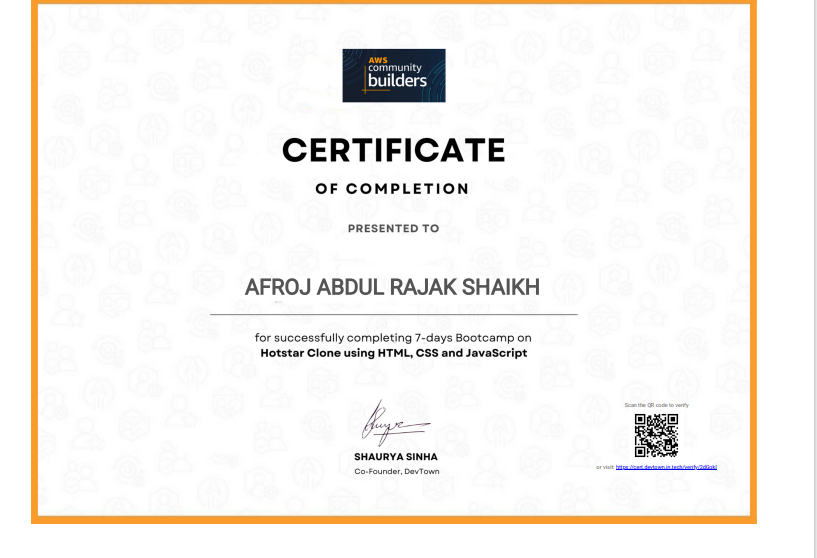 AWS
community
builders
CERTIFICATE
OF COMPLETION
PRESENTED TO
AFROJ ABDUL RAJAK SHAIKH
for successfully completing 7-days Bootcamp on
Hotstar Clone using HTML, CSS and JavaScript
SHAURYA SINHA
Co-Founder, DevTown
Scan the QR code to verify
or visit: https://cert.devtown.in.tech/verify/2dGokl